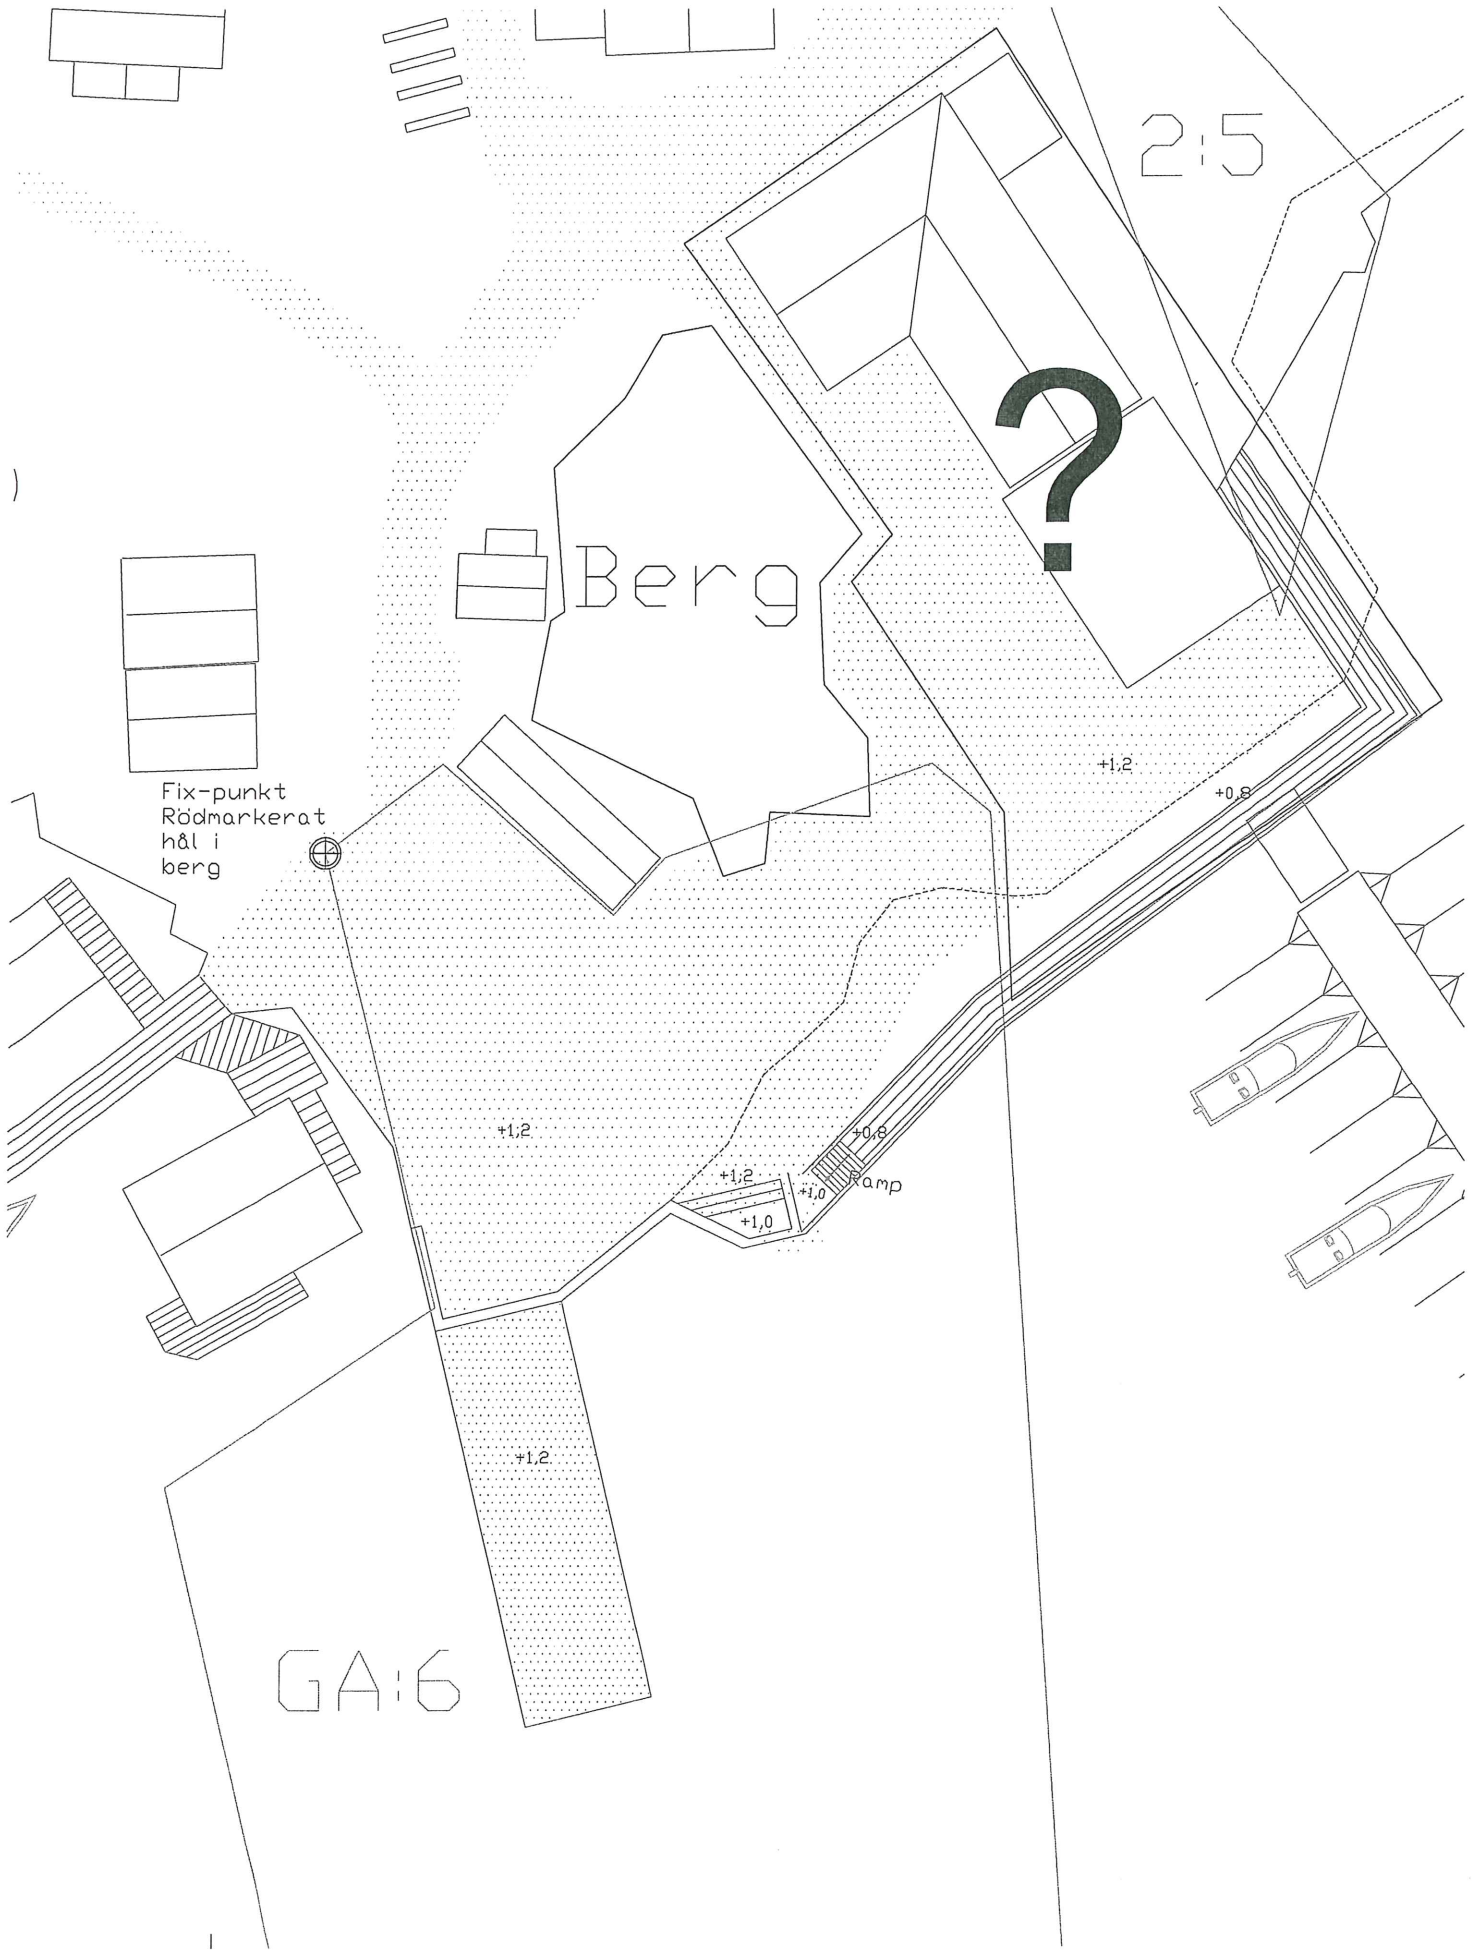 2:5
?
Berg
+1,2
+0,8
Fix-punkt
Rödmarkerat
hål i
berg
+1,2
+0,8
+1,2
+1,0
Ramp
+1,0
+1,2
GA:6